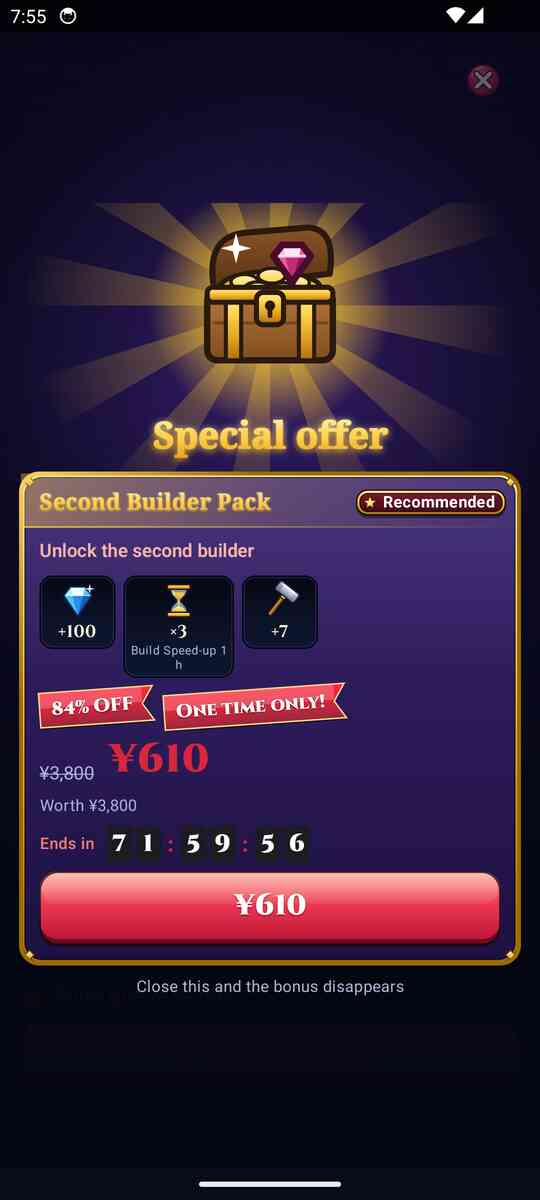 7:55
Special offer
Second Builder Pack
★ Recommended
Unlock the second builder
+100
×3
Build Speed-up 1
h
+7
84% OFF
ONE TIME ONLY!
¥3,800
¥610
Worth ¥3,800
Ends in 71:59:56
¥610
Close this and the bonus disappears